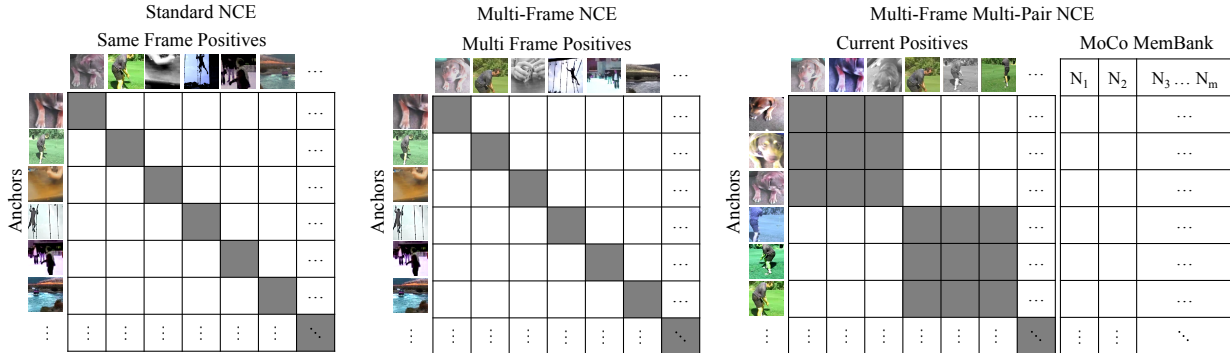 Standard NCE
Same Frame Positives
...
Anchors
...
...
...
...
...
...
⋮ ⋮ ⋮ ⋮ ⋮ ⋮ ⋮ ⋱
Multi-Frame NCE
Multi Frame Positives
...
Anchors
...
...
...
...
...
...
⋮ ⋮ ⋮ ⋮ ⋮ ⋮ ⋮ ⋱
Multi-Frame Multi-Pair NCE
Current Positives
MoCo MemBank
... N1 N2 N3 ... Nm
Anchors
... ...
... ...
... ...
... ...
... ...
... ...
⋮ ⋮ ⋮ ⋮ ⋮ ⋮ ⋮ ⋱ ⋮ ⋮ ⋱